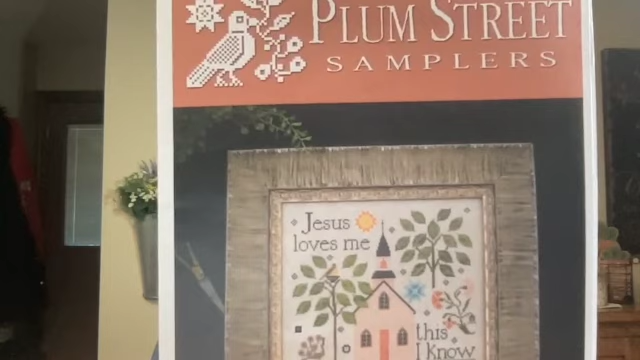 PLUM STREET
SAMPLERS
Jesus
loves me
this
I Know